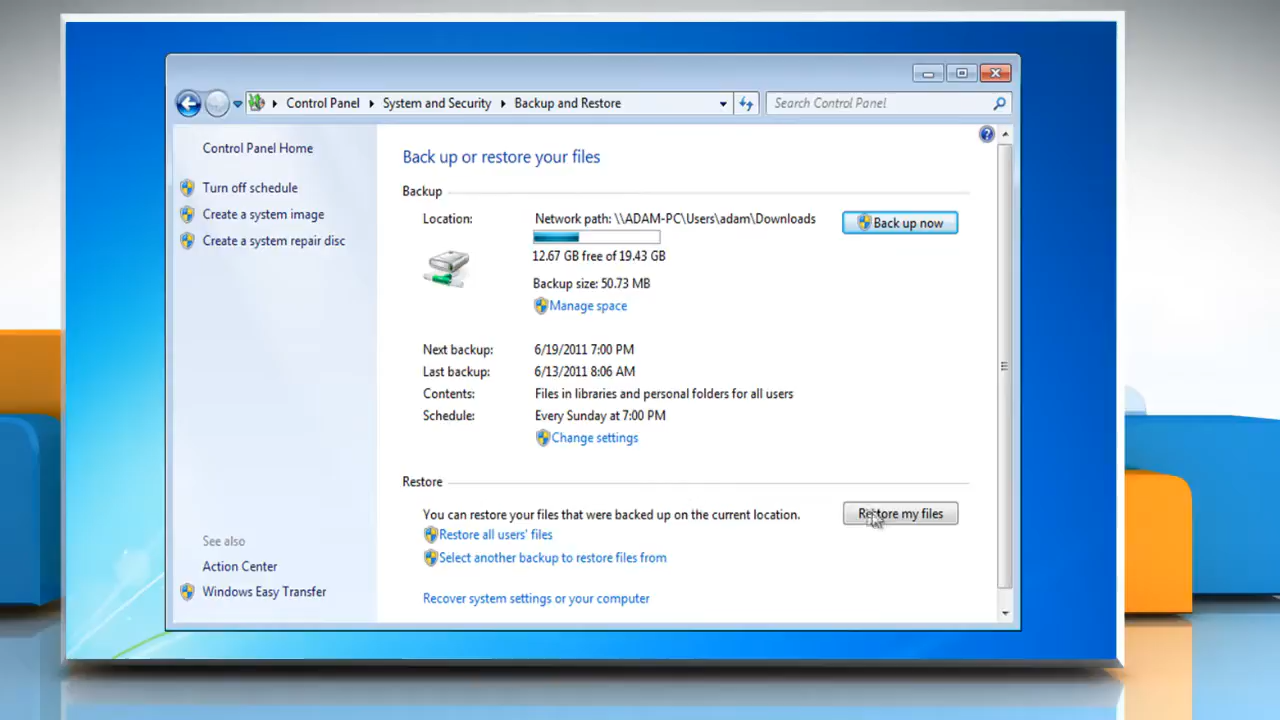 Control Panel
System and Security
Backup and Restore
Search Control Panel
Control Panel Home
Turn off schedule
Create a system image
Create a system repair disc
See also
Action Center
Windows Easy Transfer
Back up or restore your files
Backup
Location: Network path: \\ADAM-PC\Users\adam\Downloads
Back up now
12.67 GB free of 19.43 GB
Backup size: 50.73 MB
Manage space
Next backup: 6/19/2011 7:00 PM
Last backup: 6/13/2011 8:06 AM
Contents: Files in libraries and personal folders for all users
Schedule: Every Sunday at 7:00 PM
Change settings
Restore
You can restore your files that were backed up on the current location.
Restore my files
Restore all users' files
Select another backup to restore files from
Recover system settings or your computer